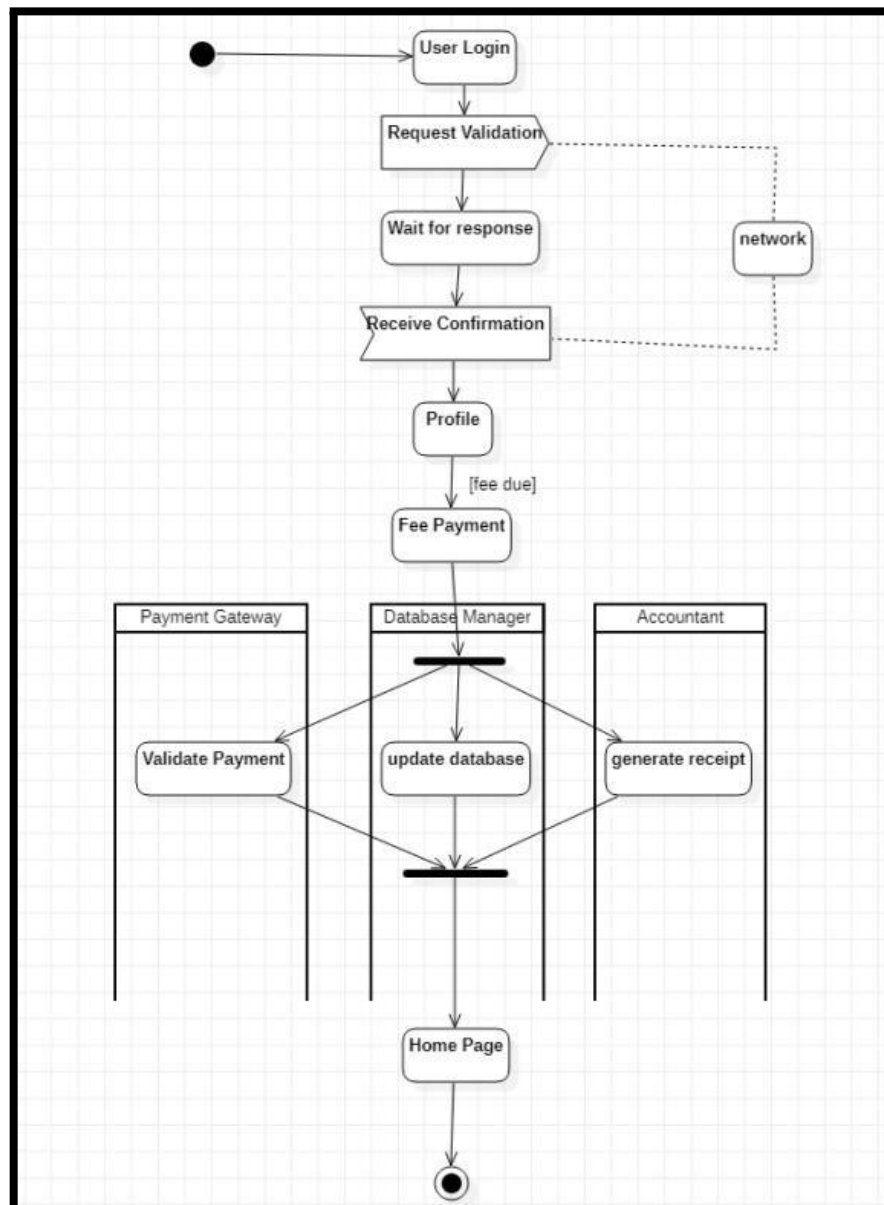 User Login
Request Validation
Wait for response
network
Receive Confirmation
Profile
[fee due]
Fee Payment
Payment Gateway
Database Manager
Accountant
Validate Payment
update database
generate receipt
Home Page